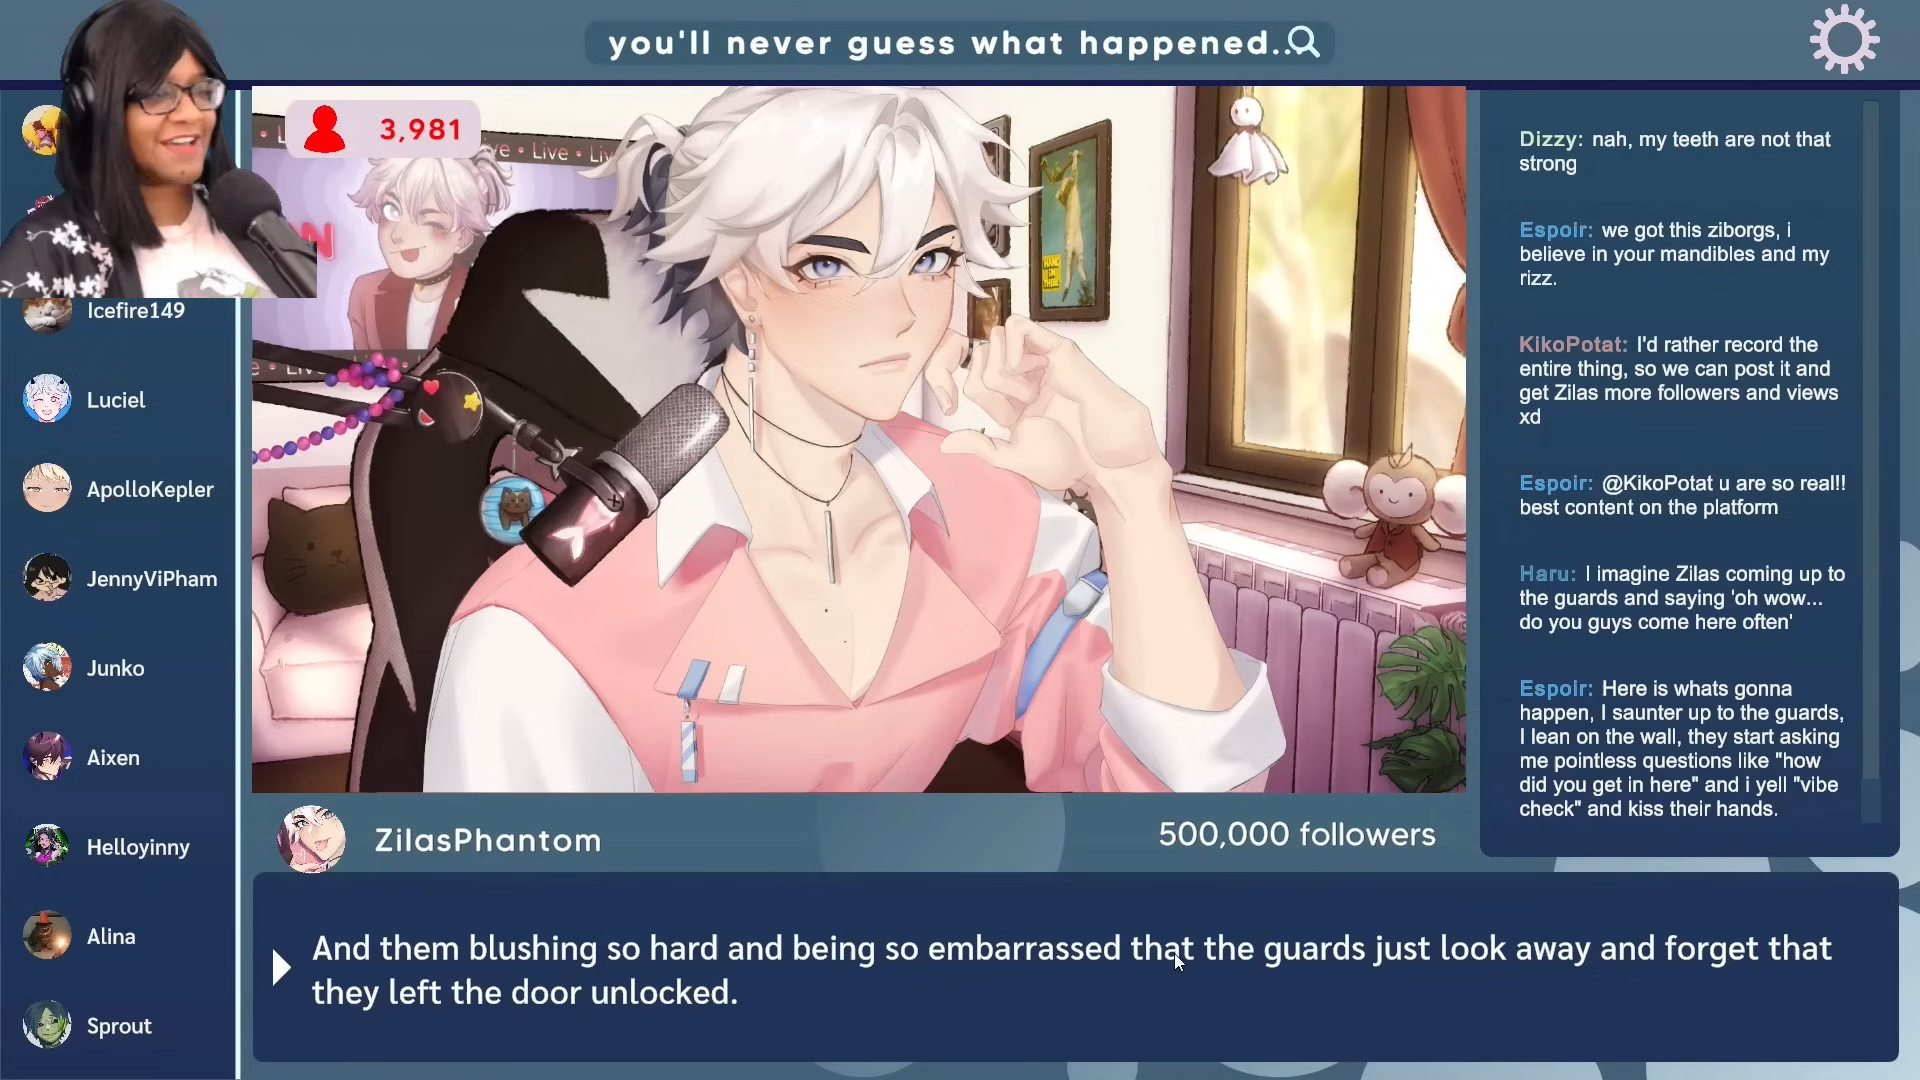 you'll never guess what happened..
3,981
ve • Live • Liv
N
HANG
IN
THERE!
Icefire149
Luciel
ApolloKepler
JennyViPham
Junko
Aixen
Helloyinny
Alina
Sprout
ZilasPhantom
500,000 followers
Dizzy: nah, my teeth are not that
strong
Espoir: we got this ziborgs, i
believe in your mandibles and my
rizz.
KikoPotat: I'd rather record the
entire thing, so we can post it and
get Zilas more followers and views
xd
Espoir: @KikoPotat u are so real!!
best content on the platform
Haru: I imagine Zilas coming up to
the guards and saying 'oh wow...
do you guys come here often'
Espoir: Here is whats gonna
happen, I saunter up to the guards,
I lean on the wall, they start asking
me pointless questions like "how
did you get in here" and i yell "vibe
check" and kiss their hands.
And them blushing so hard and being so embarrassed that the guards just look away and forget that
they left the door unlocked.